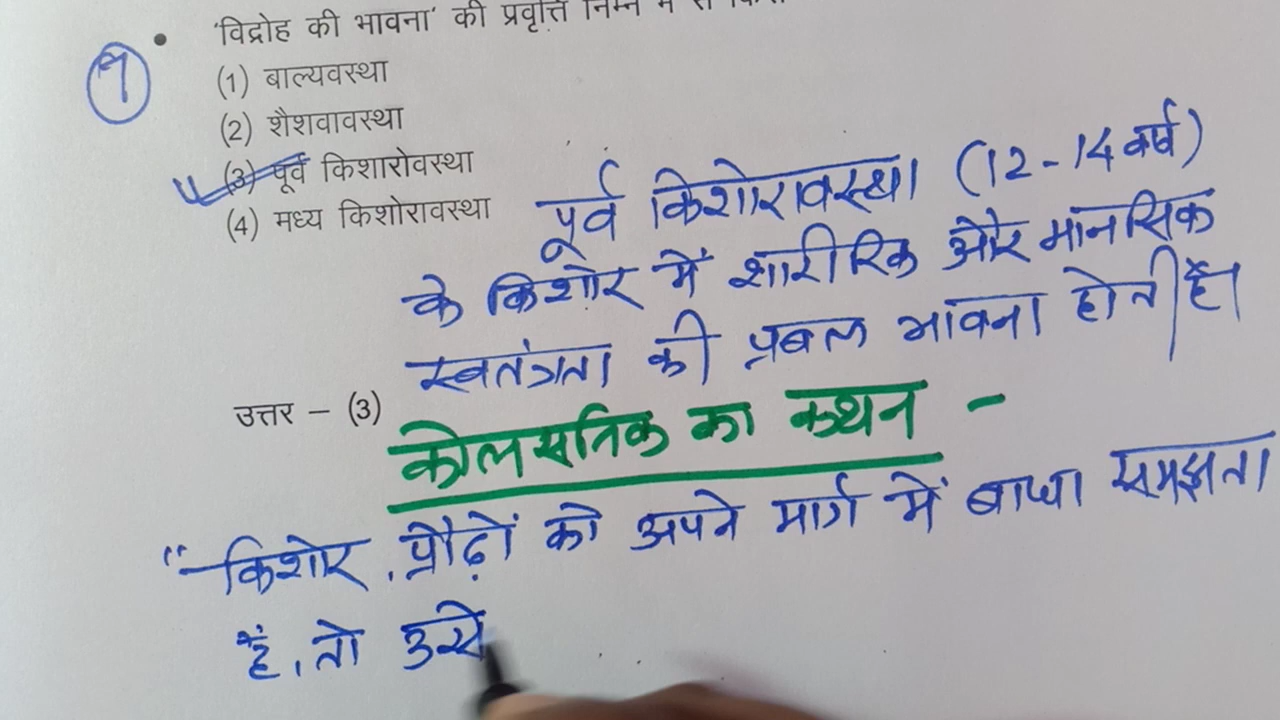 'विद्रोह की भावना' की प्रवृत्ति निम्न में
(1) बाल्यवस्था
(2) शैशवावस्था
(3) पूर्व किशारोवस्था
(4) मध्य किशोरावस्था
पूर्व किशोरावस्था (12-14 वर्ष)
के किशोर में शारीरिक और मानसिक
स्वतंत्रता की प्रबल भावना होती है।
उत्तर – (3)
कोलसनिक का कथन -
"किशोर, प्रौढ़ों को अपने मार्ग में बाधा समझता
है, तो उसे